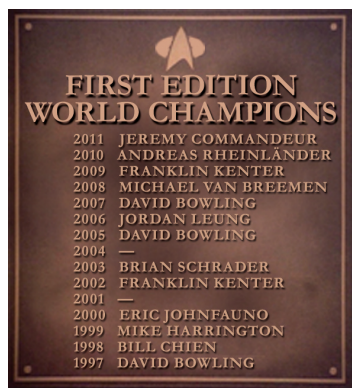 FIRST EDITION
WORLD CHAMPIONS
2011 JEREMY COMMANDEUR
2010 ANDREAS RHEINLÄNDER
2009 FRANKLIN KENTER
2008 MICHAEL VAN BREEMEN
2007 DAVID BOWLING
2006 JORDAN LEUNG
2005 DAVID BOWLING
2004 —
2003 BRIAN SCHRADER
2002 FRANKLIN KENTER
2001 —
2000 ERIC JOHNFAUNO
1999 MIKE HARRINGTON
1998 BILL CHIEN
1997 DAVID BOWLING